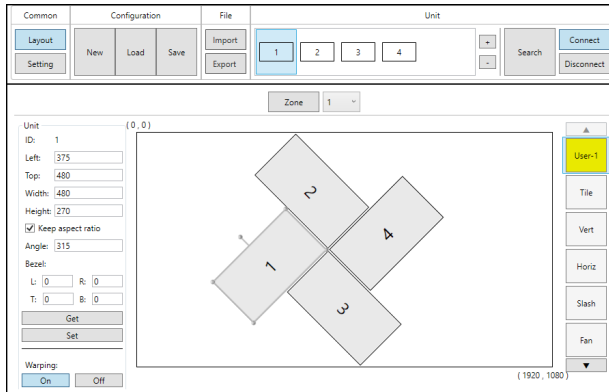 Common Configuration File Unit
Layout New Load Save Import 1 2 3 4 + Search Connect
Setting Export - Disconnect
Zone 1
Unit
ID: 1
Left: 375
Top: 480
Width: 480
Height: 270
Keep aspect ratio
Angle: 315
Bezel:
L: 0 R: 0
T: 0 B: 0
Get
Set
Warping:
On Off
( 0 , 0 )
2
4
1
3
( 1920 , 1080 )
User-1
Tile
Vert
Horiz
Slash
Fan